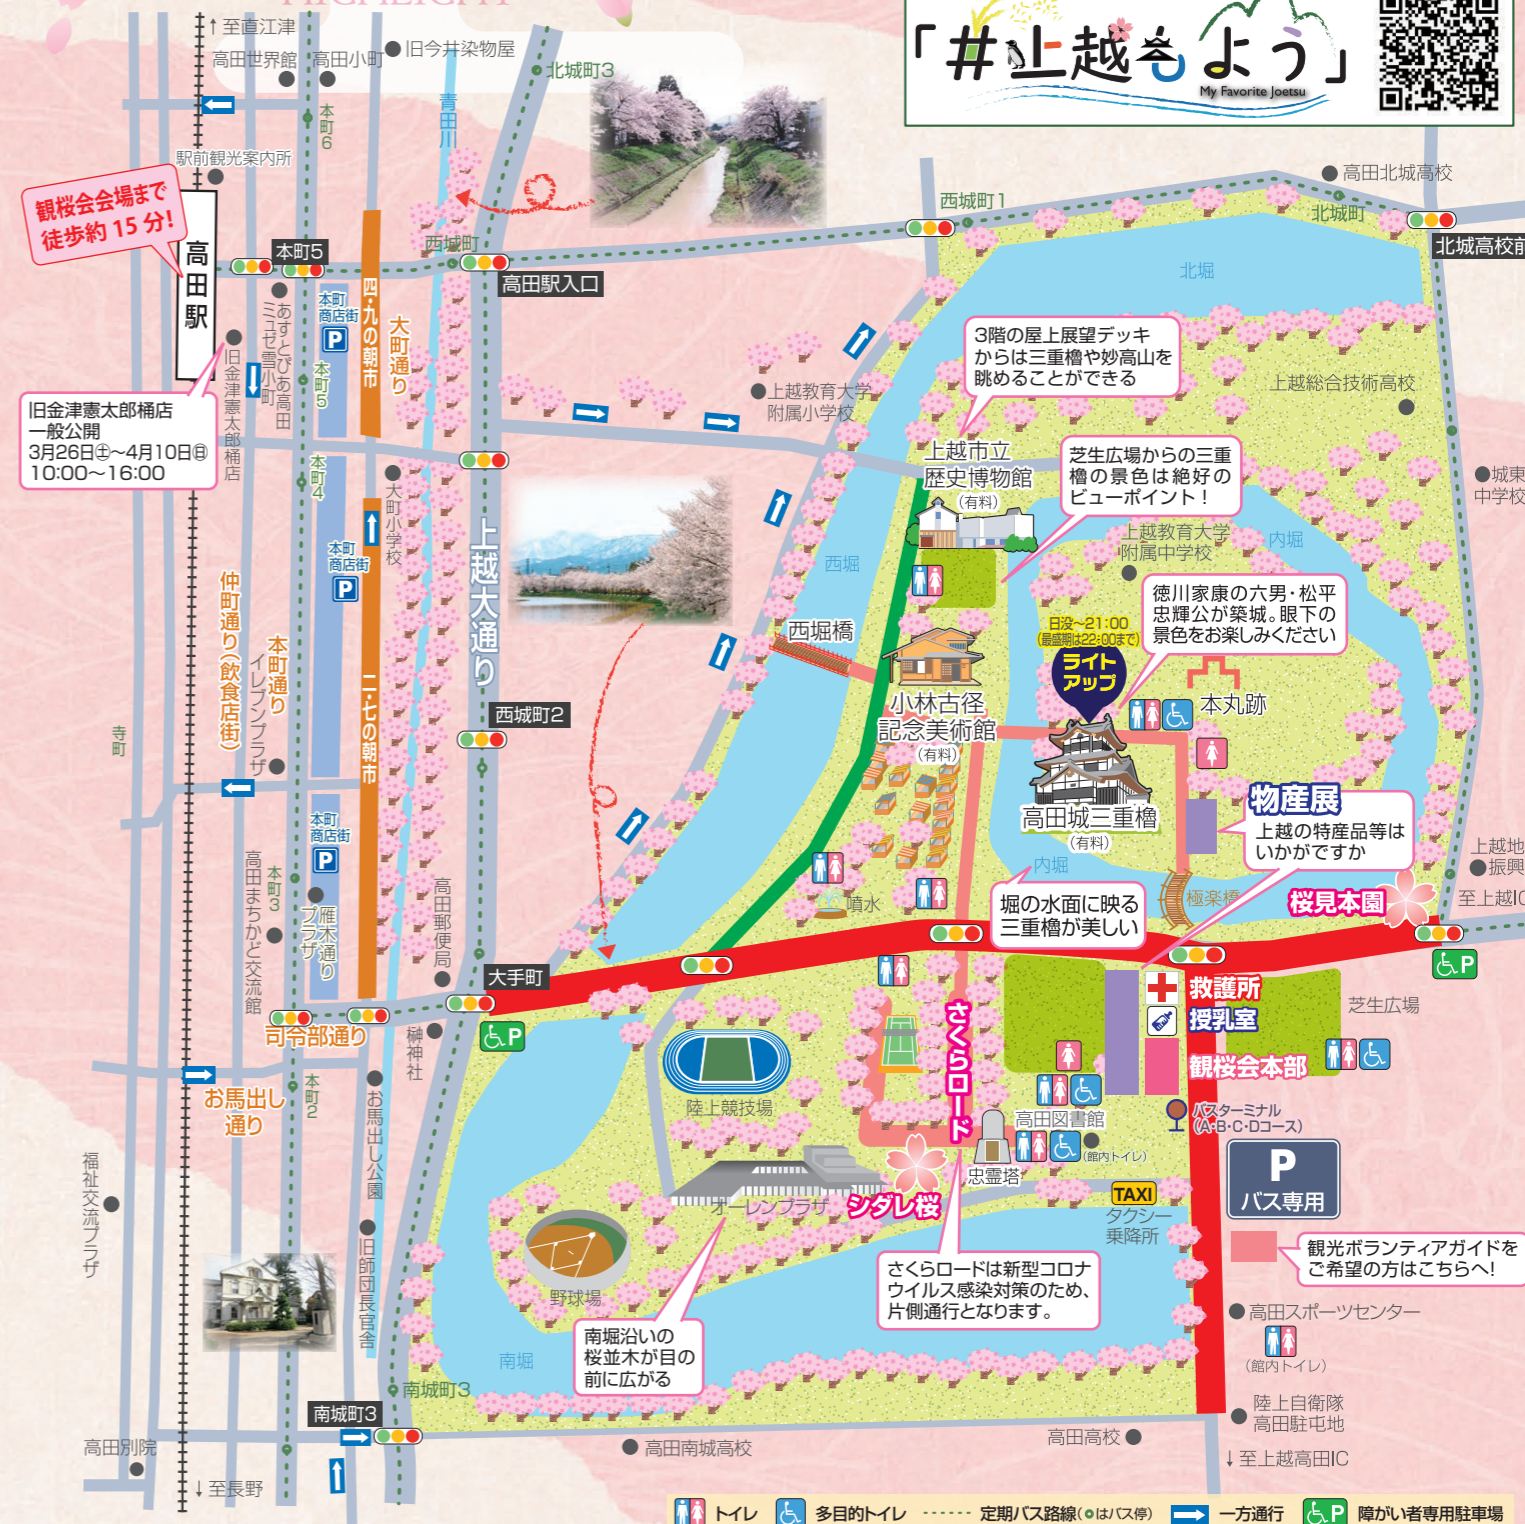 HIGHLIGHT
「#上越もよう」
My Favorite Joetsu
↑至直江津
高田世界館
高田小町
旧今井染物屋
北城町3
青田川
本町6
駅前観光案内所
観桜会会場まで
徒歩約15分!
高田駅
本町5
西城町
高田駅入口
西城町1
高田北城高校
北城町
北城高校前
北堀
四・九の朝市
大町通り
本町
商店街
P
あすとぴあ高田
ミュゼ雪小町
旧金津憲太郎桶店
本町5
旧金津憲太郎桶店
一般公開
3月26日㊏～4月10日㊐
10:00～16:00
上越教育大学
附属小学校
3階の屋上展望デッキ
からは三重櫓や妙高山を
眺めることができる
上越総合技術高校
上越市立
歴史博物館
(有料)
芝生広場からの三重
櫓の景色は絶好の
ビューポイント!
城東
中学校
本町4
大町小学校
上越大通り
本町
商店街
P
西堀
上越教育大学
附属中学校
内堀
徳川家康の六男・松平
忠輝公が築城。眼下の
景色をお楽しみください
日没～21:00
(最盛期は22:00まで)
ライト
アップ
西堀橋
本丸跡
小林古径
記念美術館
(有料)
仲町通り(飲食店街)
本町通り
イレブンプラザ
寺町
二・七の朝市
西城町2
高田城三重櫓
(有料)
物産展
上越の特産品等は
いかがですか
本町
商店街
P
高田まちかど交流館
本町3
雁木通り
プラザ
高田郵便局
噴水
内堀
堀の水面に映る
三重櫓が美しい
極楽橋
桜見本園
上越地
振興
至上越IC
大手町
P
P
司令部通り
榊神社
救護所
授乳室
観桜会本部
芝生広場
さくらロード
陸上競技場
お馬出し
通り
本町2
お馬出し公園
高田図書館
(館内トイレ)
バスターミナル
(A・B・C・Dコース)
P
バス専用
忠霊塔
シダレ桜
オーレンプラザ
TAXI
タクシー
乗降所
福祉交流プラザ
旧師団長官舎
野球場
さくらロードは新型コロナ
ウイルス感染対策のため、
片側通行となります。
観光ボランティアガイドを
ご希望の方はこちらへ!
高田スポーツセンター
(館内トイレ)
南堀沿いの
桜並木が目の
前に広がる
南堀
南城町3
南城町3
陸上自衛隊
高田駐屯地
高田別院
高田南城高校
高田高校
↓至上越高田IC
↓至長野
トイレ
多目的トイレ
定期バス路線(はバス停)
一方通行
P
障がい者専用駐車場